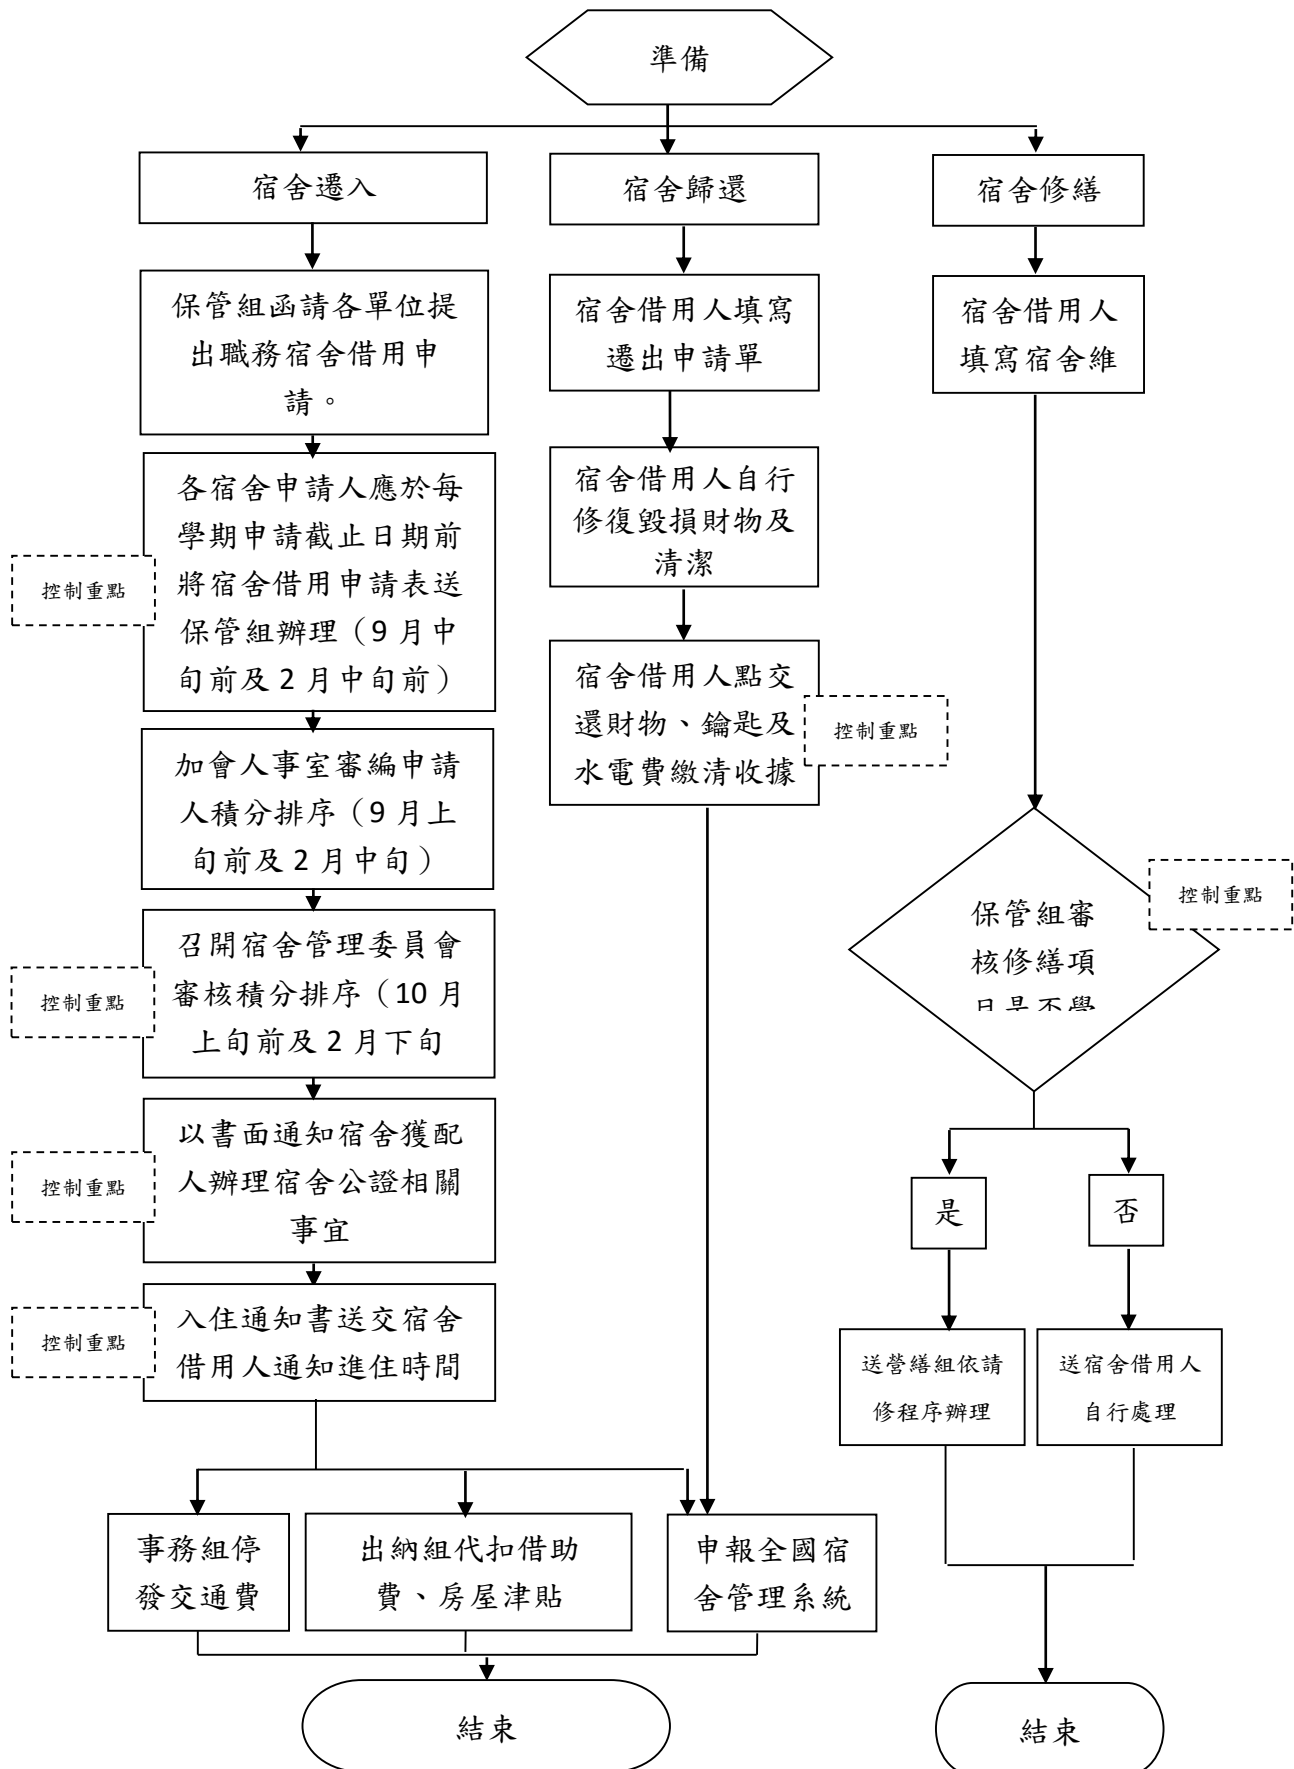 準備
宿舍遷入
保管組函請各單位提
出職務宿舍借用申
請。
控制重點
各宿舍申請人應於每
學期申請截止日期前
將宿舍借用申請表送
保管組辦理（9月中
旬前及2月中旬前）
加會人事室審編申請
人積分排序（9月上
旬前及2月中旬）
控制重點
召開宿舍管理委員會
審核積分排序（10月
上旬前及2月下旬
控制重點
以書面通知宿舍獲配
人辦理宿舍公證相關
事宜
控制重點
入住通知書送交宿舍
借用人通知進住時間
事務組停
發交通費
出納組代扣借助
費、房屋津貼
申報全國宿
舍管理系統
結束
宿舍歸還
宿舍借用人填寫
遷出申請單
宿舍借用人自行
修復毀損財物及
清潔
宿舍借用人點交
還財物、鑰匙及
水電費繳清收據
控制重點
宿舍修繕
宿舍借用人
填寫宿舍維
控制重點
保管組審
核修繕項
是
否
送營繕組依請
修程序辦理
送宿舍借用人
自行處理
結束